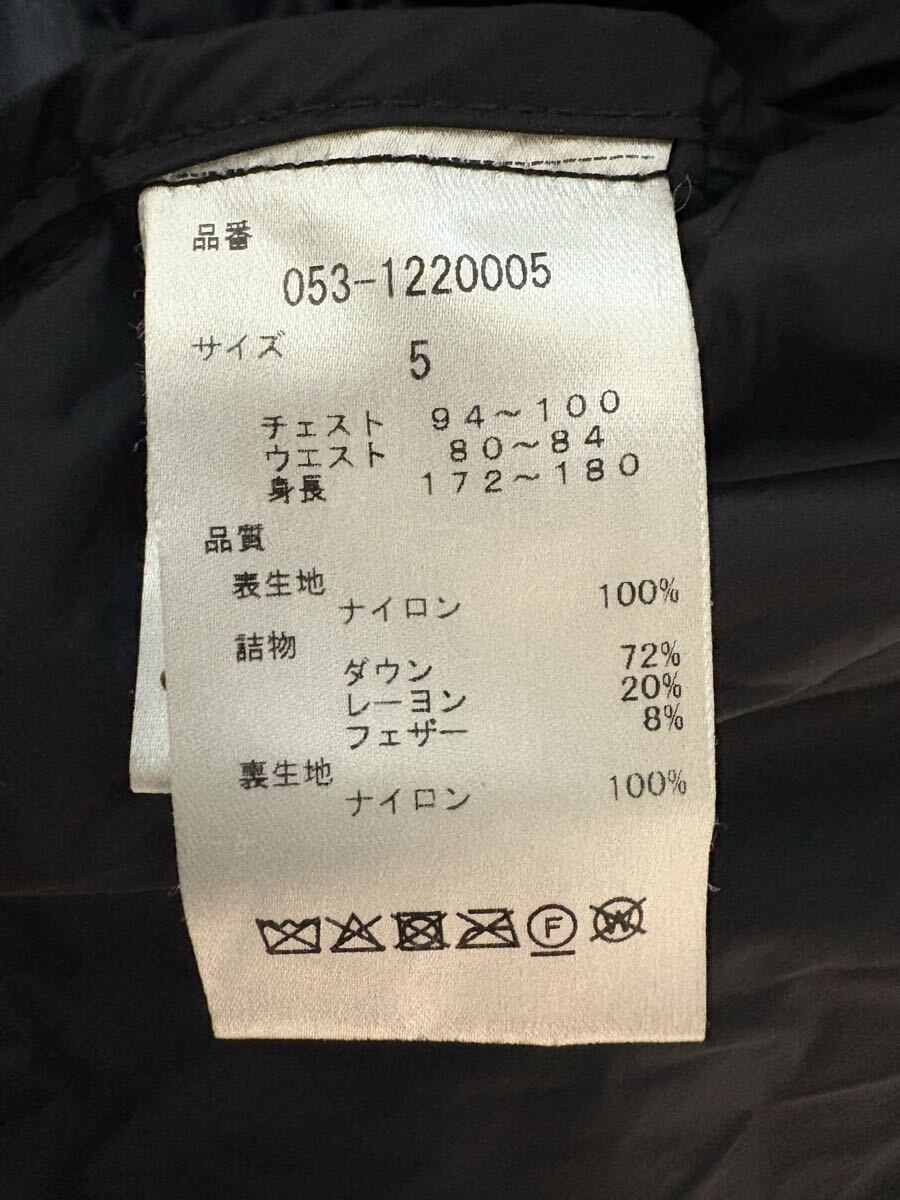 品番
053-1220005
サイズ 5
チェスト 94～100
ウエスト 80～84
身長 172～180
品質
表生地
ナイロン 100%
詰物
ダウン 72%
レーヨン 20%
フェザー 8%
裏生地
ナイロン 100%
F W